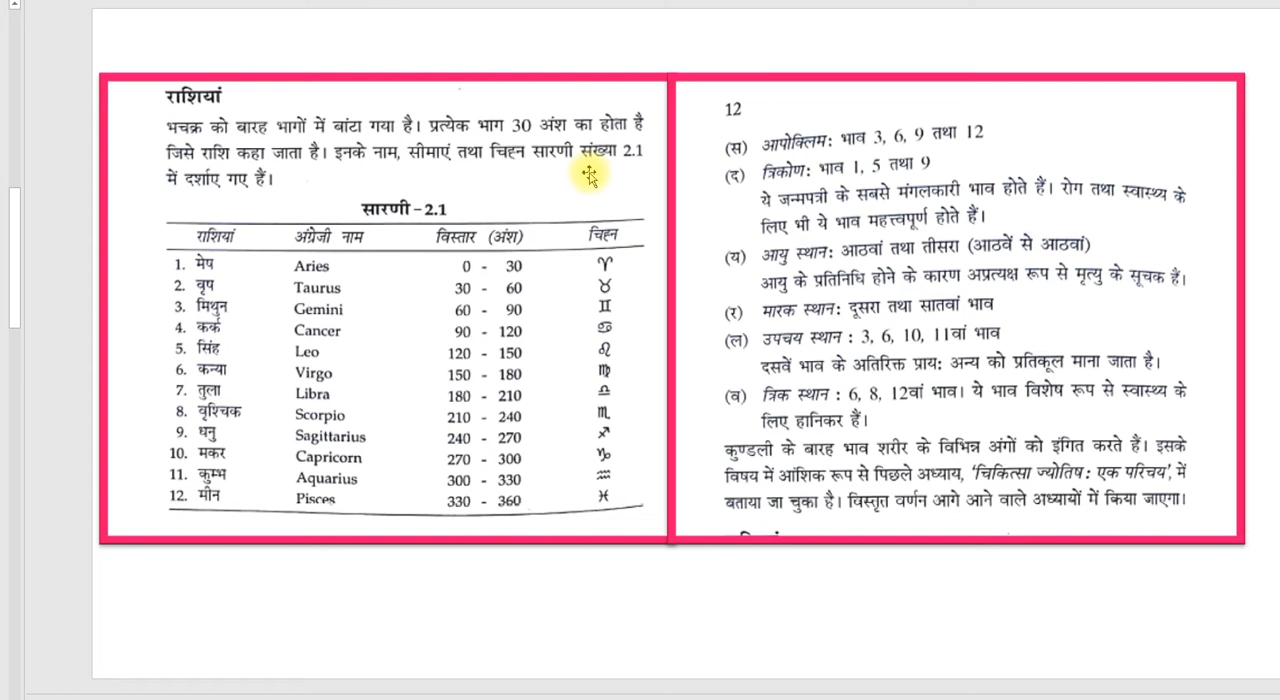 राशियां
भचक्र को बारह भागों में बांटा गया है। प्रत्येक भाग 30 अंश का होता है
जिसे राशि कहा जाता है। इनके नाम, सीमाएं तथा चिह्न सारणी संख्या 2.1
में दर्शाए गए हैं।
सारणी-2.1
राशियां अंग्रेजी नाम विस्तार (अंश) चिह्न
1. मेष Aries 0 - 30 ♈
2. वृष Taurus 30 - 60 ♉
3. मिथुन Gemini 60 - 90 ♊
4. कर्क Cancer 90 - 120 ♋
5. सिंह Leo 120 - 150 ♌
6. कन्या Virgo 150 - 180 ♍
7. तुला Libra 180 - 210 ♎
8. वृश्चिक Scorpio 210 - 240 ♏
9. धनु Sagittarius 240 - 270 ♐
10. मकर Capricorn 270 - 300 ♑
11. कुम्भ Aquarius 300 - 330 ♒
12. मीन Pisces 330 - 360 ♓
12
(स) आपोक्लिम: भाव 3, 6, 9 तथा 12
(द) त्रिकोण: भाव 1, 5 तथा 9
ये जन्मपत्री के सबसे मंगलकारी भाव होते हैं। रोग तथा स्वास्थ्य के
लिए भी ये भाव महत्त्वपूर्ण होते हैं।
(य) आयु स्थान: आठवां तथा तीसरा (आठवें से आठवां)
आयु के प्रतिनिधि होने के कारण अप्रत्यक्ष रूप से मृत्यु के सूचक है।
(र) मारक स्थान: दूसरा तथा सातवां भाव
(ल) उपचय स्थान : 3, 6, 10, 11वां भाव
दसवें भाव के अतिरिक्त प्राय: अन्य को प्रतिकूल माना जाता है।
(व) त्रिक स्थान : 6, 8, 12वां भाव। ये भाव विशेष रूप से स्वास्थ्य के
लिए हानिकर हैं।
कुण्डली के बारह भाव शरीर के विभिन्न अंगों को इंगित करते हैं। इसके
विषय में आंशिक रूप से पिछले अध्याय, 'चिकित्सा ज्योतिष: एक परिचय', में
बताया जा चुका है। विस्तृत वर्णन आगे आने वाले अध्यायों में किया जाएगा।